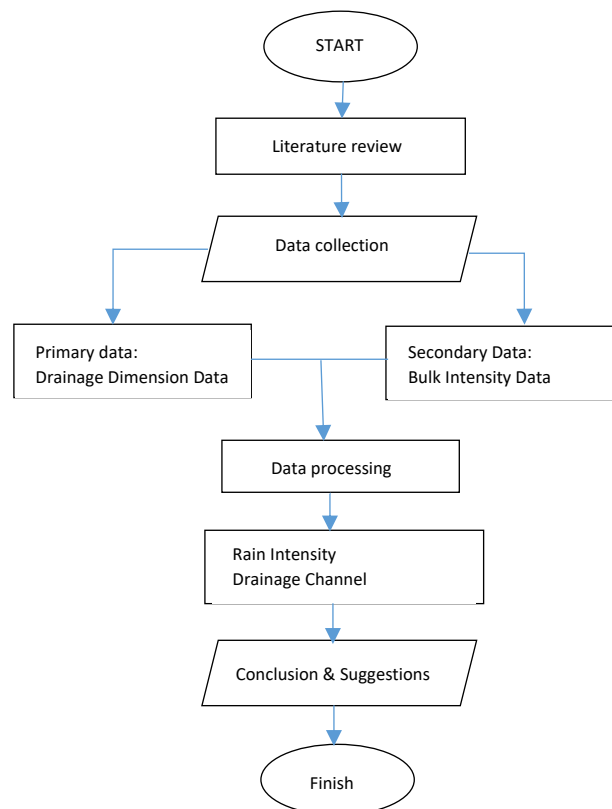 START
Literature review
Data collection
Primary data:
Drainage Dimension Data
Secondary Data:
Bulk Intensity Data
Data processing
Rain Intensity
Drainage Channel
Conclusion & Suggestions
Finish